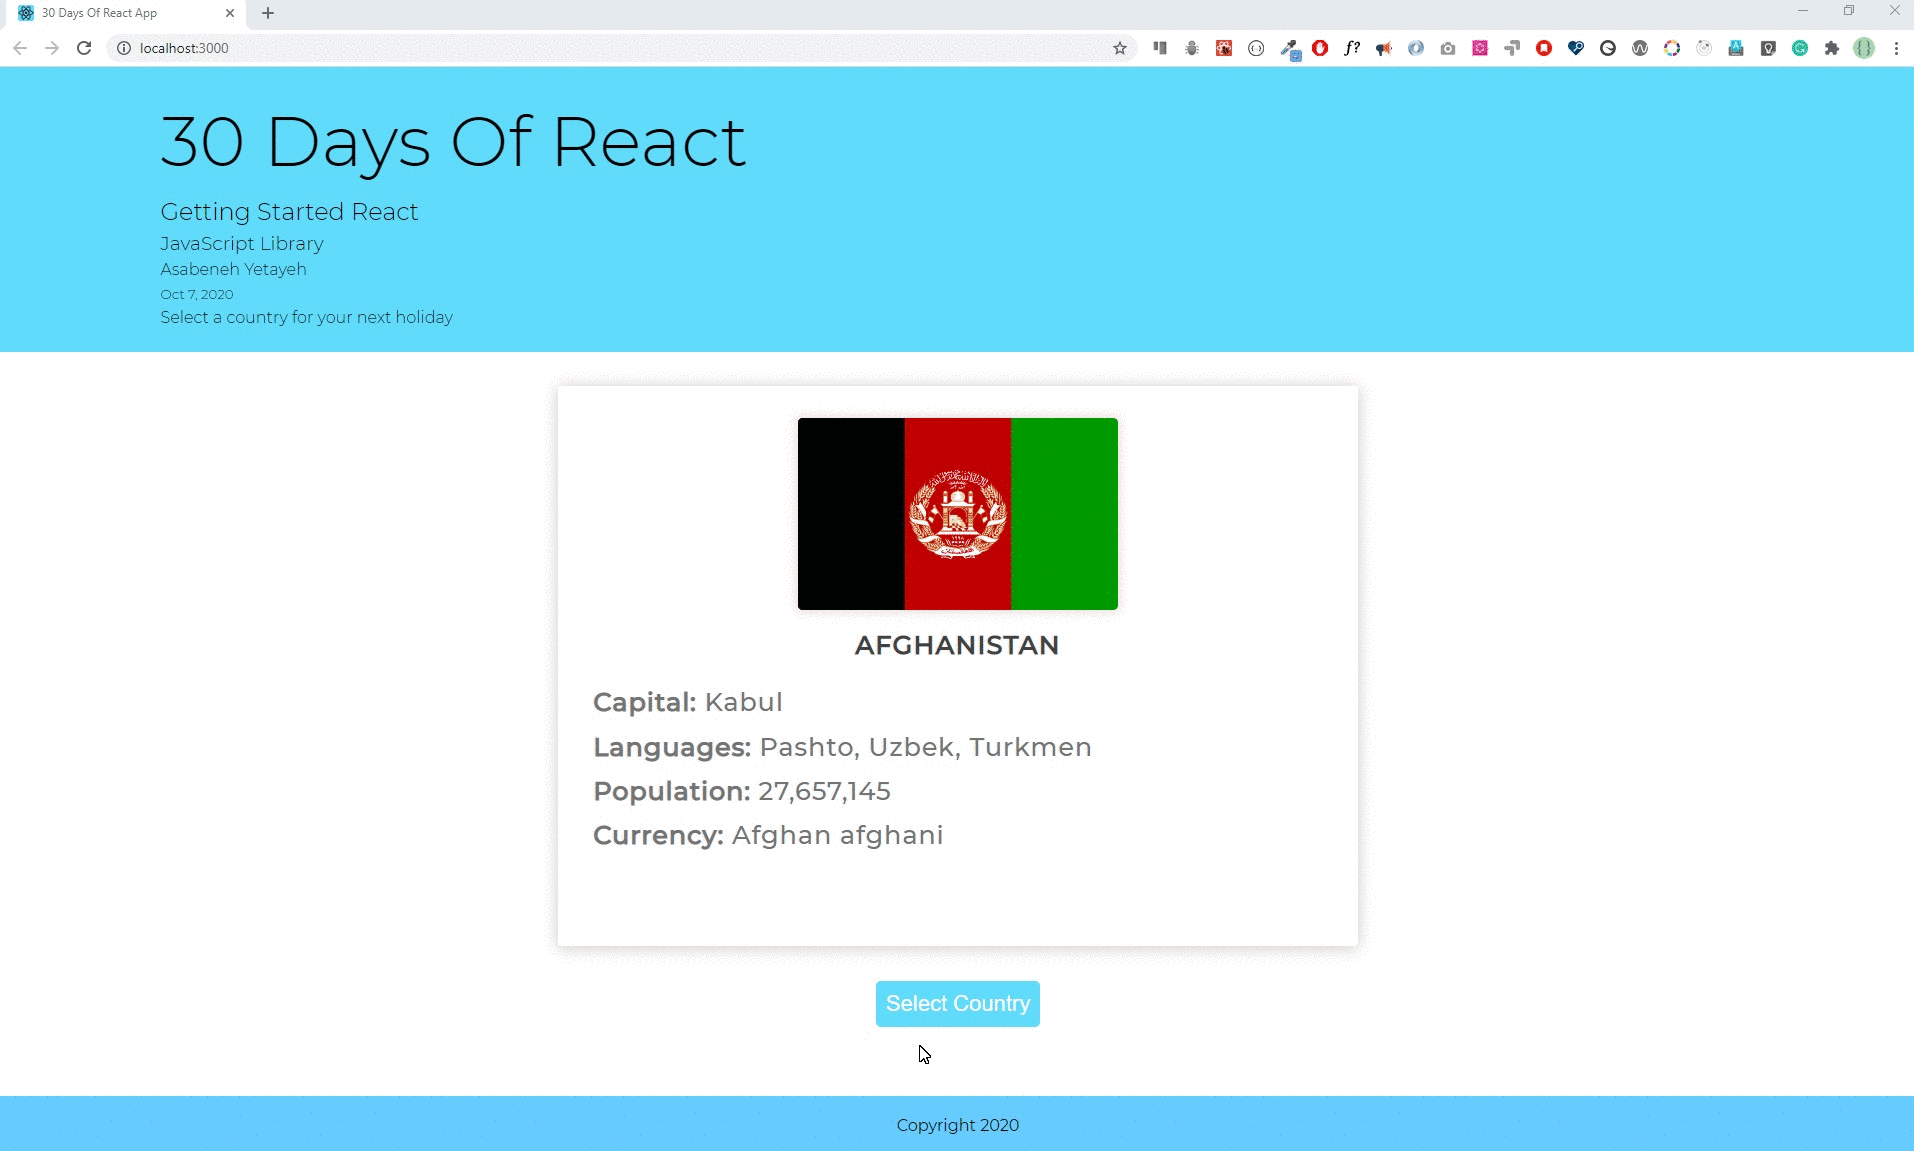 30 Days Of React App
localhost:3000
f?
30 Days Of React
Getting Started React
JavaScript Library
Asabeneh Yetayeh
Oct 7, 2020
Select a country for your next holiday
AFGHANISTAN
Capital: Kabul
Languages: Pashto, Uzbek, Turkmen
Population: 27,657,145
Currency: Afghan afghani
Select Country
Copyright 2020